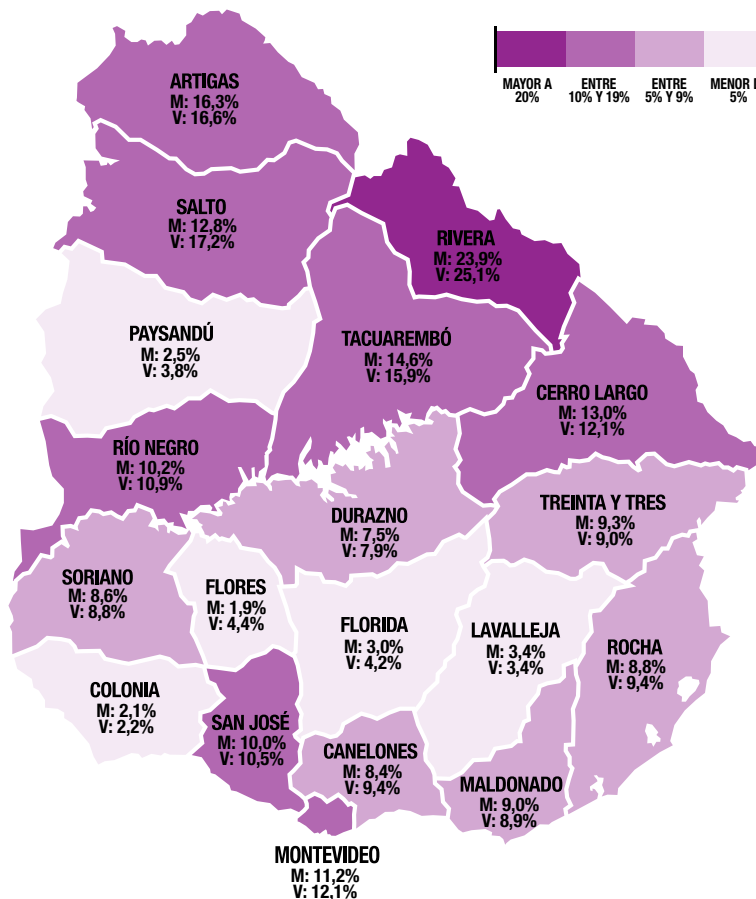 MAYOR A
20%
ENTRE
10% Y 19%
ENTRE
5% Y 9%
MENOR
5%
ARTIGAS
M: 16,3%
V: 16,6%
SALTO
M: 12,8%
V: 17,2%
RIVERA
M: 23,9%
V: 25,1%
PAYSANDÚ
M: 2,5%
V: 3,8%
TACUAREMBÓ
M: 14,6%
V: 15,9%
CERRO LARGO
M: 13,0%
V: 12,1%
RÍO NEGRO
M: 10,2%
V: 10,9%
DURAZNO
M: 7,5%
V: 7,9%
TREINTA Y TRES
M: 9,3%
V: 9,0%
SORIANO
M: 8,6%
V: 8,8%
FLORES
M: 1,9%
V: 4,4%
FLORIDA
M: 3,0%
V: 4,2%
LAVALLEJA
M: 3,4%
V: 3,4%
ROCHA
M: 8,8%
V: 9,4%
COLONIA
M: 2,1%
V: 2,2%
SAN JOSÉ
M: 10,0%
V: 10,5%
CANELONES
M: 8,4%
V: 9,4%
MALDONADO
M: 9,0%
V: 8,9%
MONTEVIDEO
M: 11,2%
V: 12,1%